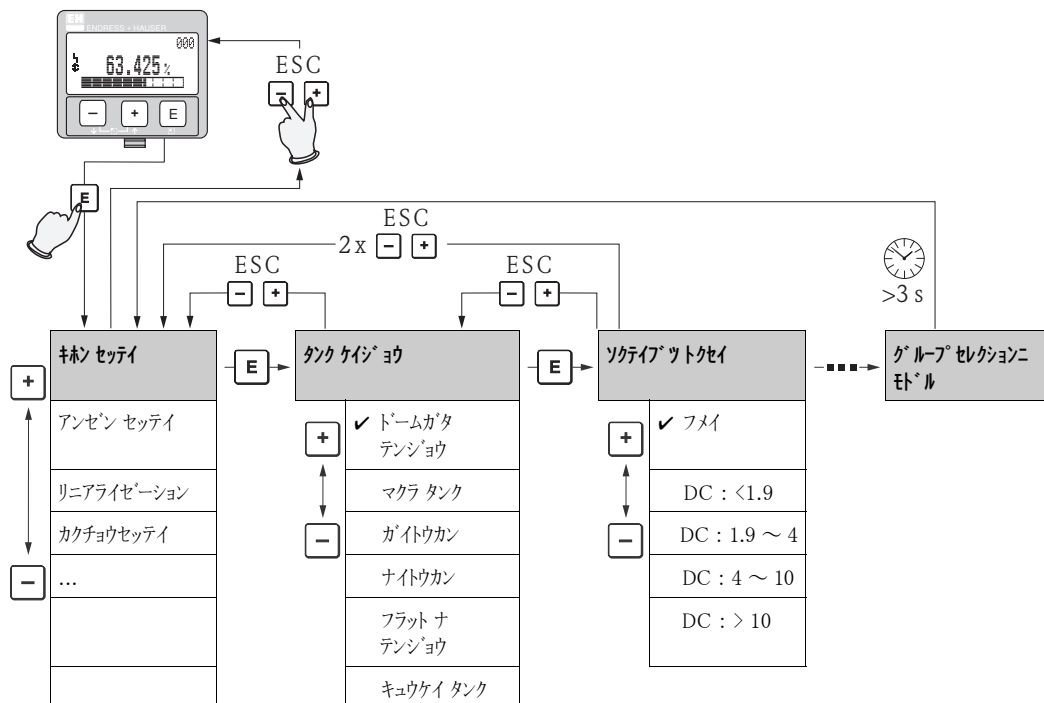 EH
ENDRESS + HAUSER
000
63.425 %
- + E
ESC
- +
E
ESC
2 x - +
ESC
- +
ESC
- +
>3 s
キホン セッテイ
E
タンク ケイジョウ
E
ソクテイブツ トクセイ
グループ セレクションニ
モドル
+
-
アンゼン セッテイ
リニアライゼーション
カクチョウセッテイ
...
+
-
✔ ドームガタ
テンジョウ
マクラ タンク
ガイトウカン
ナイトウカン
フラット ナ
テンジョウ
キュウケイ タンク
+
-
✔ フメイ
DC : <1.9
DC : 1.9 ～ 4
DC : 4 ～ 10
DC : > 10